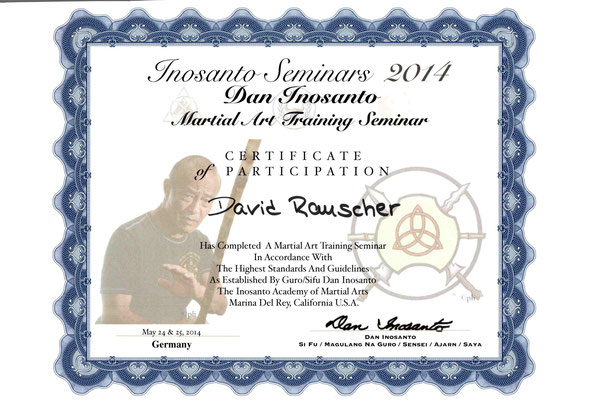 Inosanto Seminars 2014
Dan Inosanto
Martial Art Training Seminar
CERTIFICATE
of PARTICIPATION
David Rauscher
Has Completed A Martial Art Training Seminar
In Accordance With
The Highest Standards And Guidelines
As Established By Guro/Sifu Dan Inosanto
The Inosanto Academy of Martial Arts
Marina Del Rey, California U.S.A.
May 24 & 25, 2014
Germany
Dan Inosanto
Dan Inosanto
Si Fu / Magulang Na Guro / Sensei / Ajarn / Saya